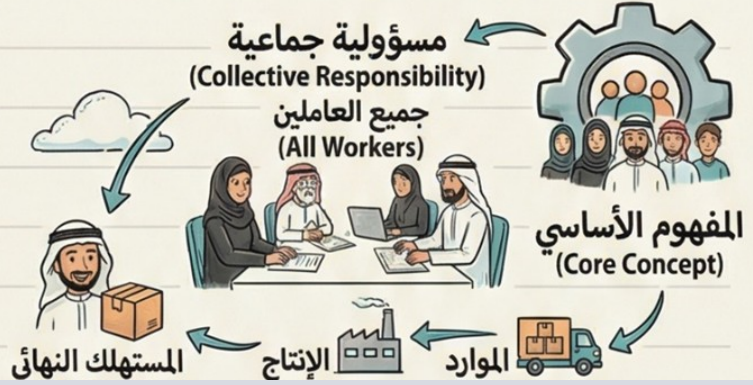 مسؤولية جماعية
(Collective Responsibility)
جميع العاملين
(All Workers)
المفهوم الأساسي
(Core Concept)
الموارد
الإنتاج
المستهلك النهائي